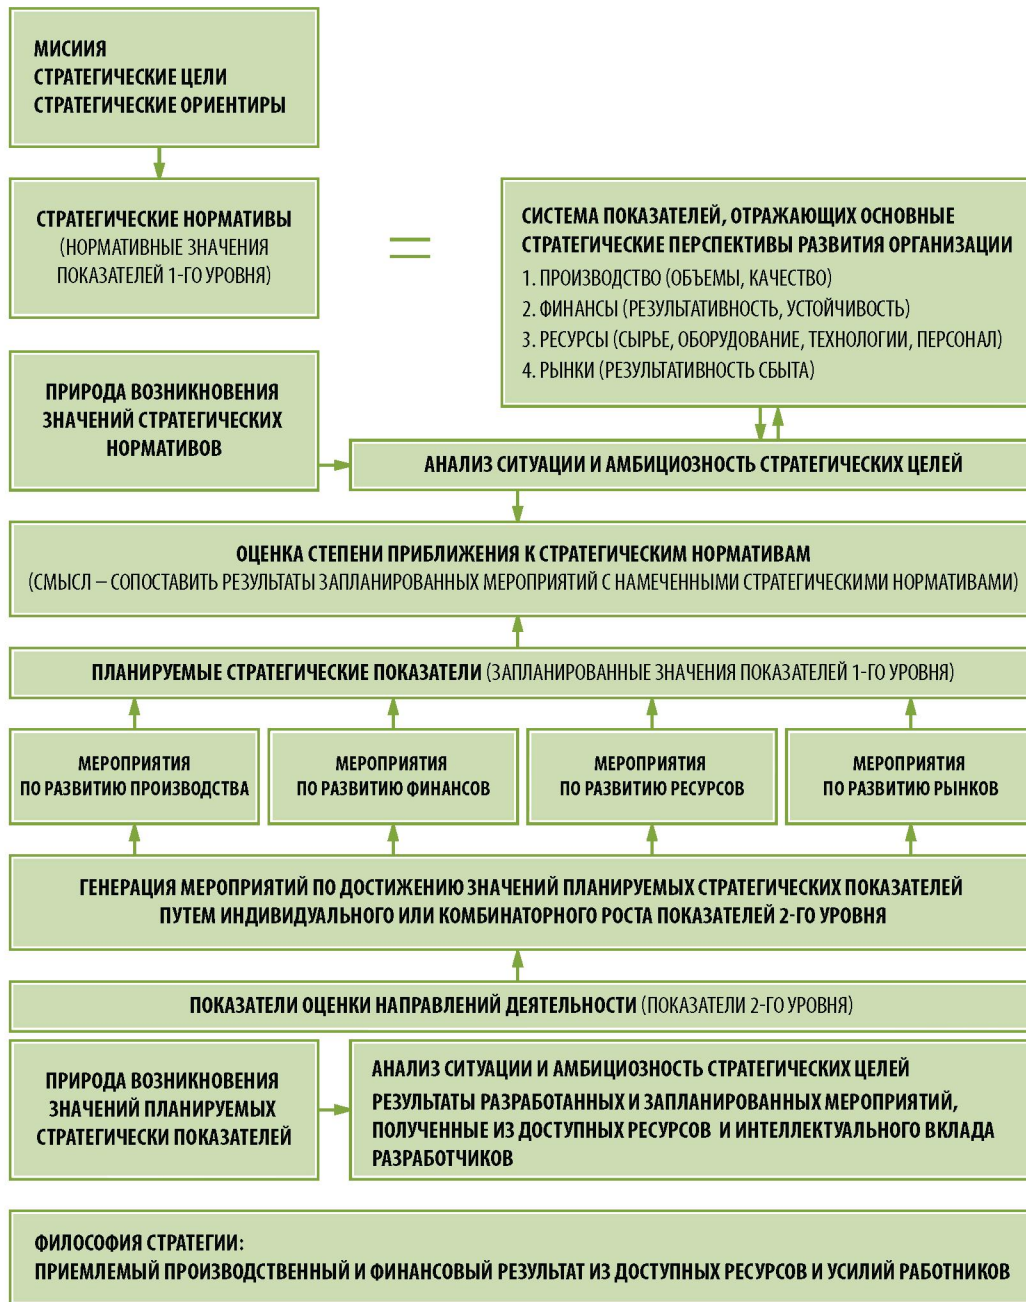 МИСИИЯ
СТРАТЕГИЧЕСКИЕ ЦЕЛИ
СТРАТЕГИЧЕСКИЕ ОРИЕНТИРЫ
СТРАТЕГИЧЕСКИЕ НОРМАТИВЫ
(НОРМАТИВНЫЕ ЗНАЧЕНИЯ
ПОКАЗАТЕЛЕЙ 1-ГО УРОВНЯ)
=
СИСТЕМА ПОКАЗАТЕЛЕЙ, ОТРАЖАЮЩИХ ОСНОВНЫЕ
СТРАТЕГИЧЕСКИЕ ПЕРСПЕКТИВЫ РАЗВИТИЯ ОРГАНИЗАЦИИ
1. ПРОИЗВОДСТВО (ОБЪЕМЫ, КАЧЕСТВО)
2. ФИНАНСЫ (РЕЗУЛЬТАТИВНОСТЬ, УСТОЙЧИВОСТЬ)
3. РЕСУРСЫ (СЫРЬЕ, ОБОРУДОВАНИЕ, ТЕХНОЛОГИИ, ПЕРСОНАЛ)
4. РЫНКИ (РЕЗУЛЬТАТИВНОСТЬ СБЫТА)
ПРИРОДА ВОЗНИКНОВЕНИЯ
ЗНАЧЕНИЙ СТРАТЕГИЧЕСКИХ
НОРМАТИВОВ
АНАЛИЗ СИТУАЦИИ И АМБИЦИОЗНОСТЬ СТРАТЕГИЧЕСКИХ ЦЕЛЕЙ
ОЦЕНКА СТЕПЕНИ ПРИБЛИЖЕНИЯ К СТРАТЕГИЧЕСКИМ НОРМАТИВАМ
(СМЫСЛ – СОПОСТАВИТЬ РЕЗУЛЬТАТЫ ЗАПЛАНИРОВАННЫХ МЕРОПРИЯТИЙ С НАМЕЧЕННЫМИ СТРАТЕГИЧЕСКИМИ НОРМАТИВАМИ)
ПЛАНИРУЕМЫЕ СТРАТЕГИЧЕСКИЕ ПОКАЗАТЕЛИ (ЗАПЛАНИРОВАННЫЕ ЗНАЧЕНИЯ ПОКАЗАТЕЛЕЙ 1-ГО УРОВНЯ)
МЕРОПРИЯТИЯ
ПО РАЗВИТИЮ ПРОИЗВОДСТВА
МЕРОПРИЯТИЯ
ПО РАЗВИТИЮ ФИНАНСОВ
МЕРОПРИЯТИЯ
ПО РАЗВИТИЮ РЕСУРСОВ
МЕРОПРИЯТИЯ
ПО РАЗВИТИЮ РЫНКОВ
ГЕНЕРАЦИЯ МЕРОПРИЯТИЙ ПО ДОСТИЖЕНИЮ ЗНАЧЕНИЙ ПЛАНИРУЕМЫХ СТРАТЕГИЧЕСКИХ ПОКАЗАТЕЛЕЙ
ПУТЕМ ИНДИВИДУАЛЬНОГО ИЛИ КОМБИНАТОРНОГО РОСТА ПОКАЗАТЕЛЕЙ 2-ГО УРОВНЯ
ПОКАЗАТЕЛИ ОЦЕНКИ НАПРАВЛЕНИЙ ДЕЯТЕЛЬНОСТИ (ПОКАЗАТЕЛИ 2-ГО УРОВНЯ)
ПРИРОДА ВОЗНИКНОВЕНИЯ
ЗНАЧЕНИЙ ПЛАНИРУЕМЫХ
СТРАТЕГИЧЕСКИ ПОКАЗАТЕЛЕЙ
АНАЛИЗ СИТУАЦИИ И АМБИЦИОЗНОСТЬ СТРАТЕГИЧЕСКИХ ЦЕЛЕЙ
РЕЗУЛЬТАТЫ РАЗРАБОТАННЫХ И ЗАПЛАНИРОВАННЫХ МЕРОПРИЯТИЙ,
ПОЛУЧЕННЫЕ ИЗ ДОСТУПНЫХ РЕСУРСОВ И ИНТЕЛЛЕКТУАЛЬНОГО ВКЛАДА
РАЗРАБОТЧИКОВ
ФИЛОСОФИЯ СТРАТЕГИИ:
ПРИЕМЛЕМЫЙ ПРОИЗВОДСТВЕННЫЙ И ФИНАНСОВЫЙ РЕЗУЛЬТАТ ИЗ ДОСТУПНЫХ РЕСУРСОВ И УСИЛИЙ РАБОТНИКОВ